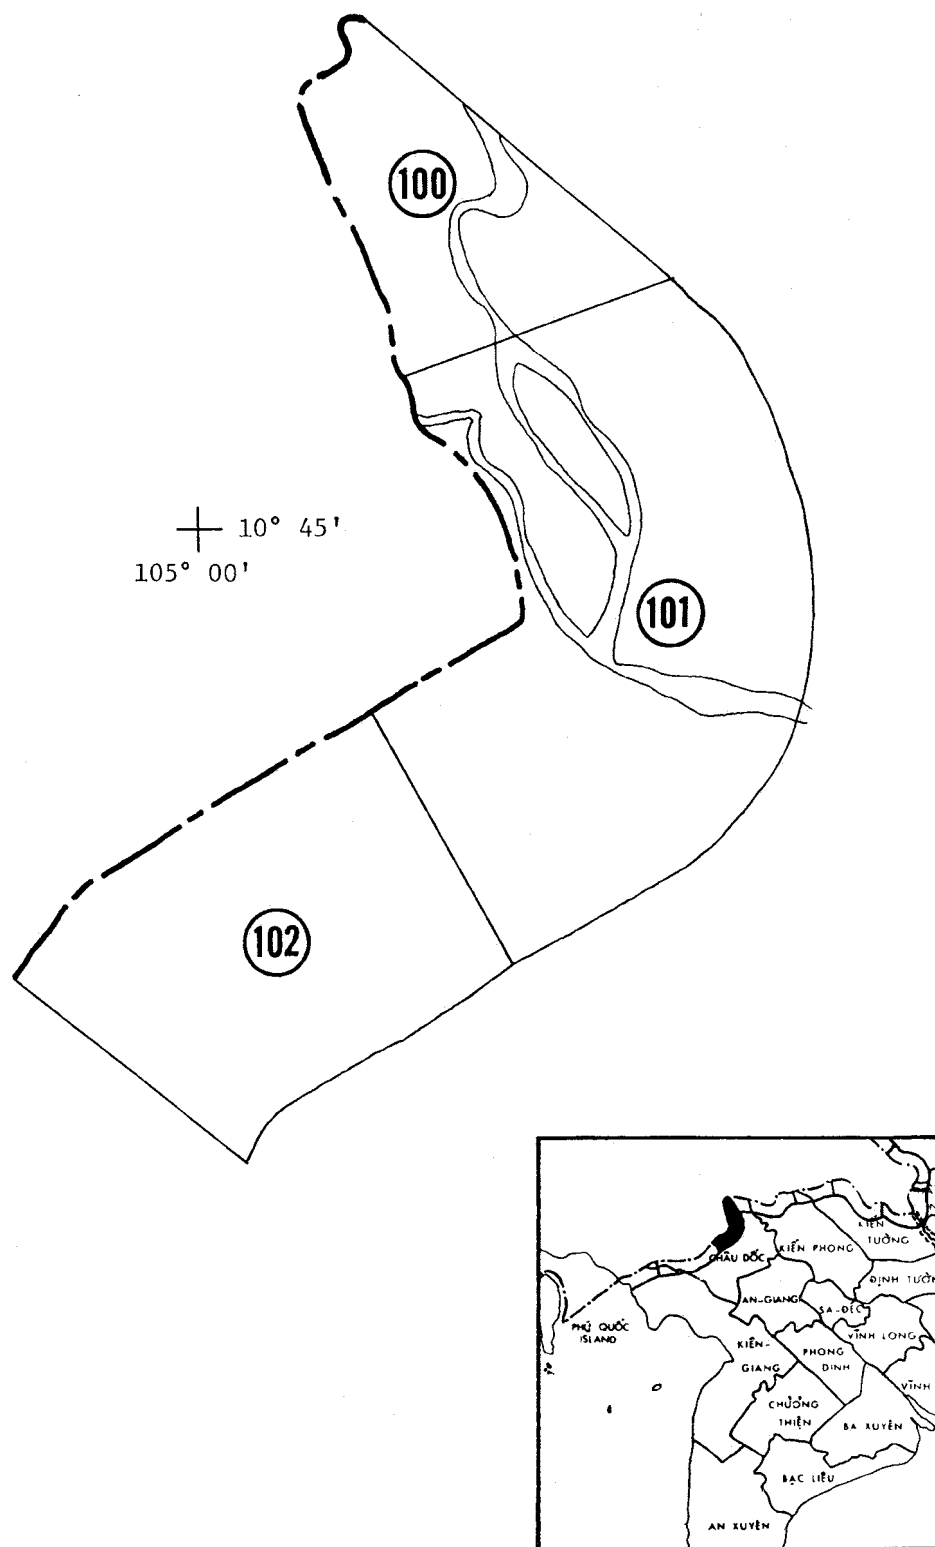 100
10° 45'
105° 00'
101
102
KIẾN
TƯỜNG
KIẾN PHONG
CHÂU ĐỐC
ĐỊNH TƯỜN
AN-GIANG
SA-ĐÉC
PHÚ QUỐC
ISLAND
VĨNH LONG
KIÊN-
GIANG
PHONG
DINH
VĨNH
CHƯƠNG
THIỆN
BA XUYÊN
BẠC LIÊU
AN XUYÊN